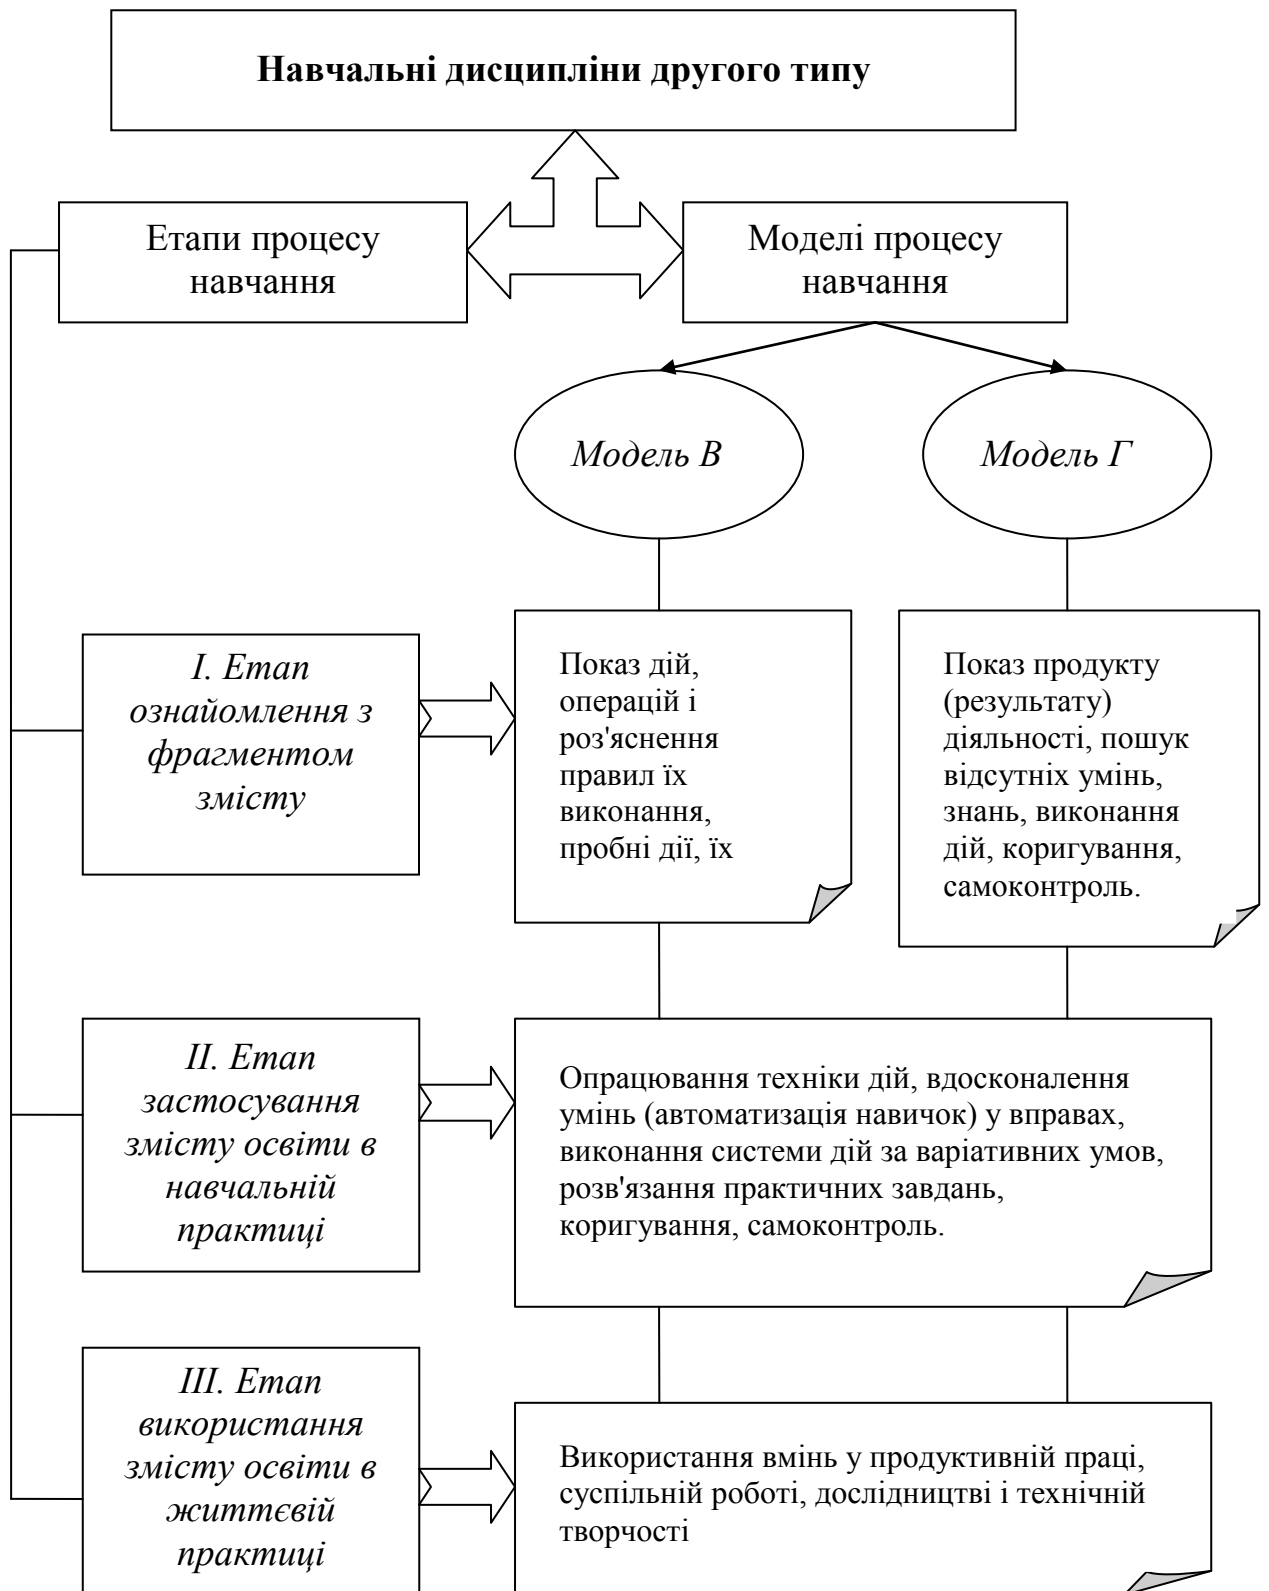 Навчальні дисципліни другого типу
Етапи процесу
навчання
Моделі процесу
навчання
Модель В
Модель Г
І. Етап
ознайомлення з
фрагментом
змісту
Показ дій,
операцій і
роз'яснення
правил їх
виконання,
пробні дії, їх
Показ продукту
(результату)
діяльності, пошук
відсутніх умінь,
знань, виконання
дій, коригування,
самоконтроль.
ІІ. Етап
застосування
змісту освіти в
навчальній
практиці
Опрацювання техніки дій, вдосконалення
умінь (автоматизація навичок) у вправах,
виконання системи дій за варіативних умов,
розв'язання практичних завдань,
коригування, самоконтроль.
ІІІ. Етап
використання
змісту освіти в
життєвій
практиці
Використання вмінь у продуктивній праці,
суспільній роботі, дослідництві і технічній
творчості